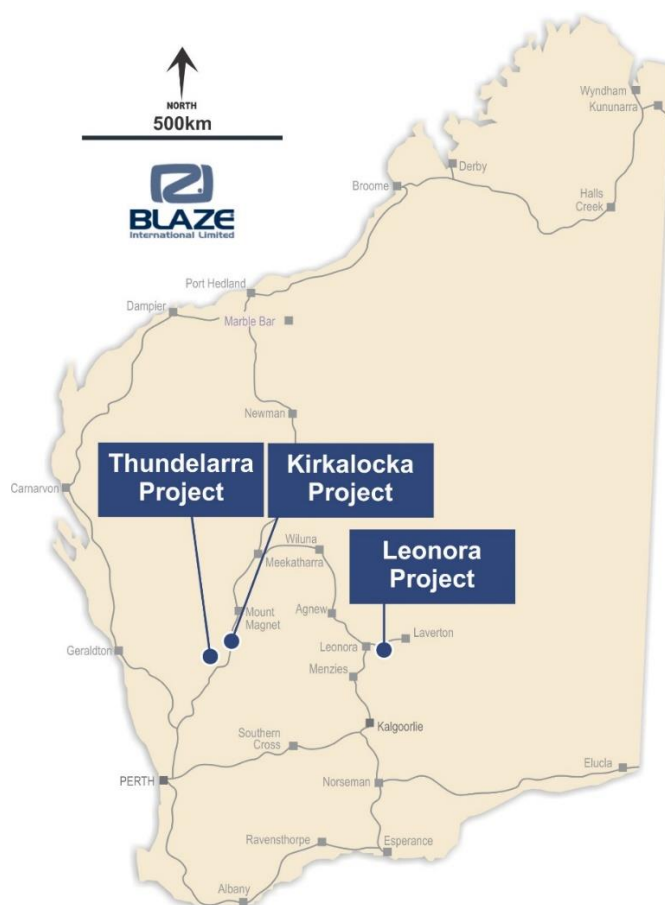 NORTH
500km
BLAZE
International Limited
Wyndham
Kununurra
Derby
Broome
Halls
Creek
Port Hedland
Dampier
Marble Bar
Newman
Thundelarra
Project
Kirkalocka
Project
Carnarvon
Wiluna
Meekatharra
Leonora
Project
Mount
Magnet
Agnew
Laverton
Leonora
Geraldton
Menzies
Kalgoorlie
Southern
Cross
Elucla
PERTH
Norseman
Ravensthorpe
Esperance
Albany